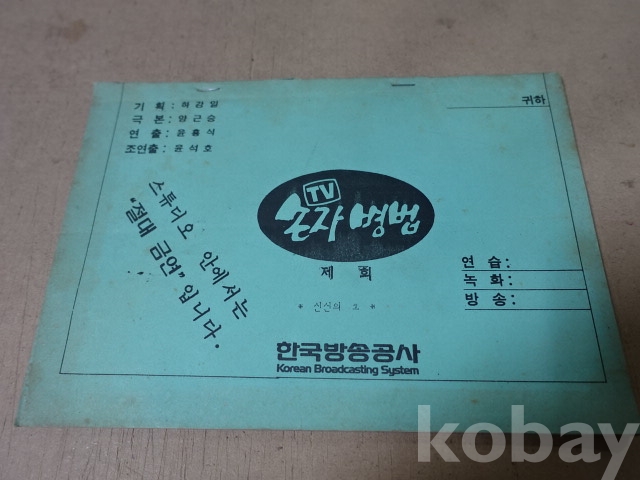 기 획: 허강일
극 본: 양근승
연 출: 윤흥식
조연출: 윤석호
귀하
스튜디오 안에서는
"절대 금연"입니다.
TV
손자병법
제 회
* 신신의 *
연 습:
녹 화:
방 송:
한국방송공사
Korean Broadcasting System
kobay